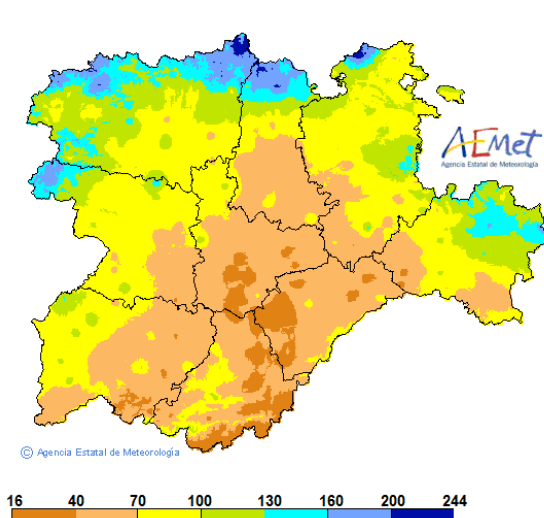 AEMet
Agencia Estatal de Meteorología
© Agencia Estatal de Meteorología
16 40 70 100 130 160 200 244